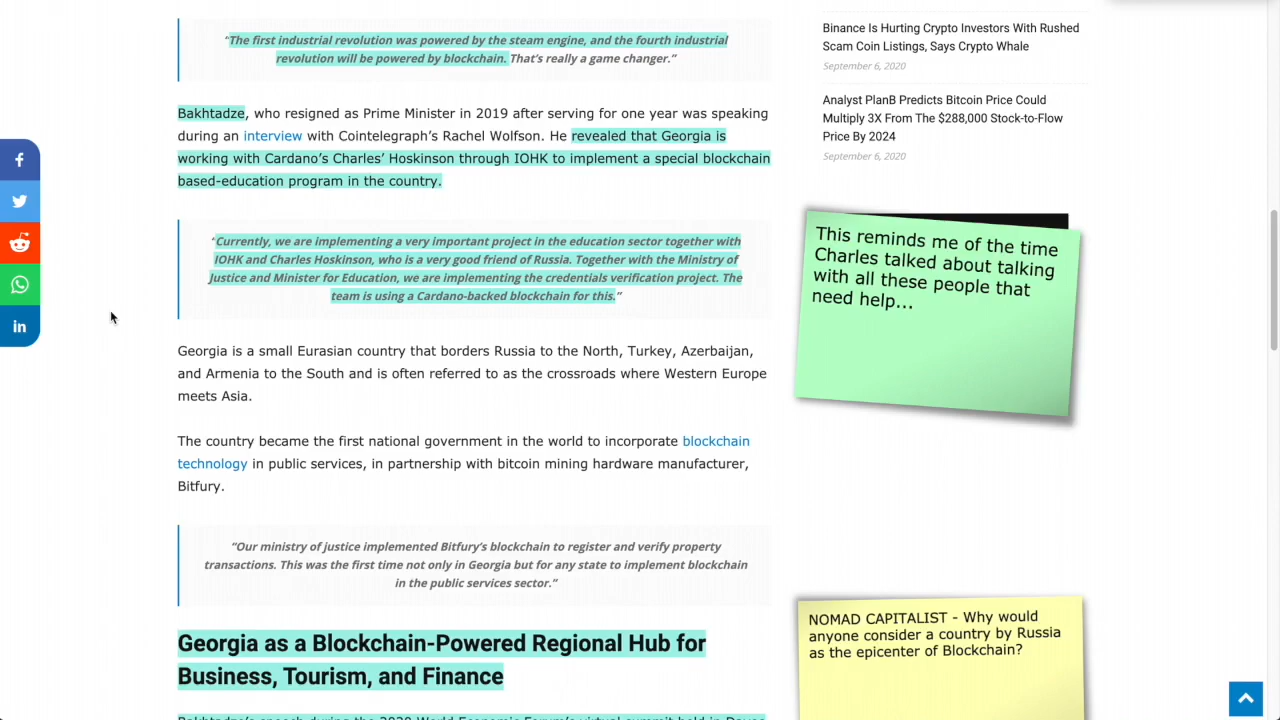 “The first industrial revolution was powered by the steam engine, and the fourth industrial
revolution will be powered by blockchain. That’s really a game changer.”
Bakhtadze, who resigned as Prime Minister in 2019 after serving for one year was speaking
during an interview with Cointelegraph’s Rachel Wolfson. He revealed that Georgia is
working with Cardano’s Charles’ Hoskinson through IOHK to implement a special blockchain
based-education program in the country.
“Currently, we are implementing a very important project in the education sector together with
IOHK and Charles Hoskinson, who is a very good friend of Russia. Together with the Ministry of
Justice and Minister for Education, we are implementing the credentials verification project. The
team is using a Cardano-backed blockchain for this.”
Georgia is a small Eurasian country that borders Russia to the North, Turkey, Azerbaijan,
and Armenia to the South and is often referred to as the crossroads where Western Europe
meets Asia.
The country became the first national government in the world to incorporate blockchain
technology in public services, in partnership with bitcoin mining hardware manufacturer,
Bitfury.
“Our ministry of justice implemented Bitfury’s blockchain to register and verify property
transactions. This was the first time not only in Georgia but for any state to implement blockchain
in the public services sector.”
Georgia as a Blockchain-Powered Regional Hub for
Business, Tourism, and Finance
Bakhtadze’s speech during the 2020 World Economic Forum’s virtual summit held in Davos
Binance Is Hurting Crypto Investors With Rushed
Scam Coin Listings, Says Crypto Whale
September 6, 2020
Analyst PlanB Predicts Bitcoin Price Could
Multiply 3X From The $288,000 Stock-to-Flow
Price By 2024
September 6, 2020
This reminds me of the time
Charles talked about talking
with all these people that
need help...
NOMAD CAPITALIST - Why would
anyone consider a country by Russia
as the epicenter of Blockchain?